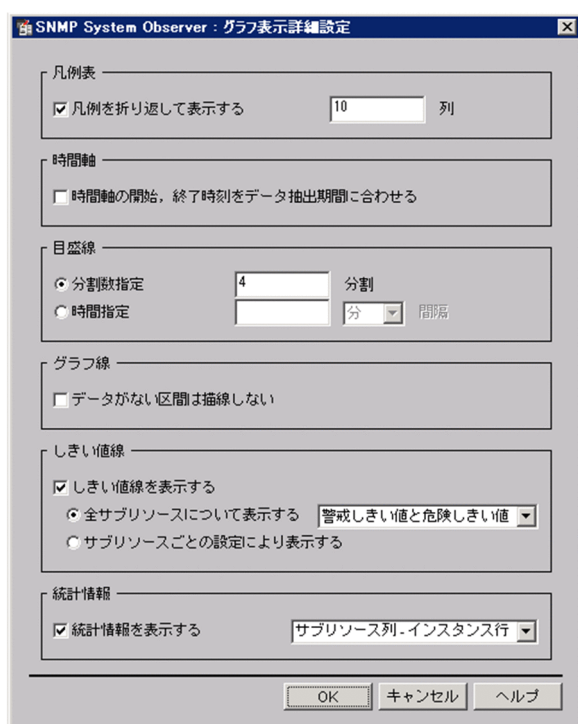 SNMP System Observer : グラフ表示詳細設定
凡例表
凡例を折り返して表示する 10 列
時間軸
時間軸の開始，終了時刻をデータ抽出期間に合わせる
目盛線
分割数指定 4 分割
時間指定 分 間隔
グラフ線
データがない区間は描線しない
しきい値線
しきい値線を表示する
全サブリソースについて表示する 警戒しきい値と危険しきい値
サブリソースごとの設定により表示する
統計情報
統計情報を表示する サブリソース列-インスタンス行
OK キャンセル ヘルプ